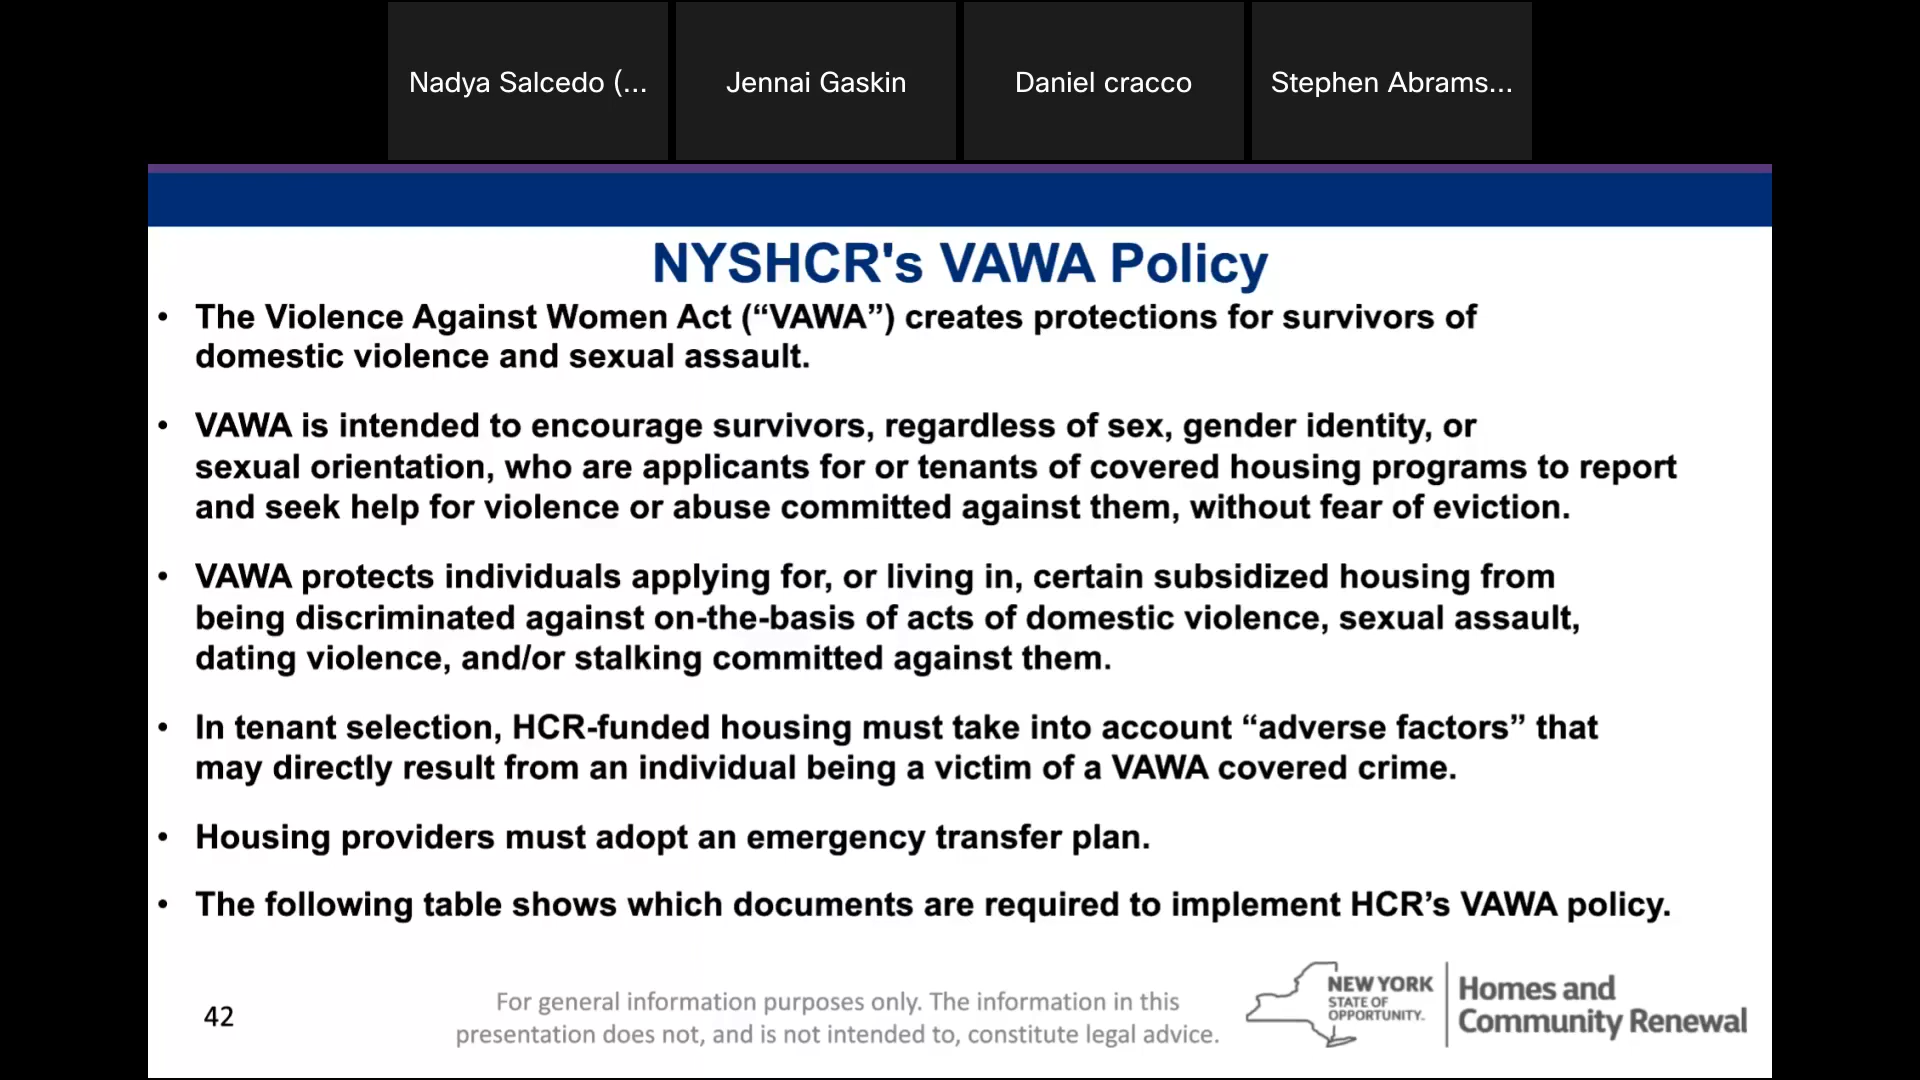 Nadya Salcedo (...
Jennai Gaskin
Daniel cracco
Stephen Abrams...
NYSHCR's VAWA Policy
• The Violence Against Women Act (“VAWA”) creates protections for survivors of
domestic violence and sexual assault.
• VAWA is intended to encourage survivors, regardless of sex, gender identity, or
sexual orientation, who are applicants for or tenants of covered housing programs to report
and seek help for violence or abuse committed against them, without fear of eviction.
• VAWA protects individuals applying for, or living in, certain subsidized housing from
being discriminated against on-the-basis of acts of domestic violence, sexual assault,
dating violence, and/or stalking committed against them.
• In tenant selection, HCR-funded housing must take into account “adverse factors” that
may directly result from an individual being a victim of a VAWA covered crime.
• Housing providers must adopt an emergency transfer plan.
• The following table shows which documents are required to implement HCR’s VAWA policy.
42
For general information purposes only. The information in this
presentation does not, and is not intended to, constitute legal advice.
NEW YORK
STATE OF
OPPORTUNITY.
Homes and
Community Renewal